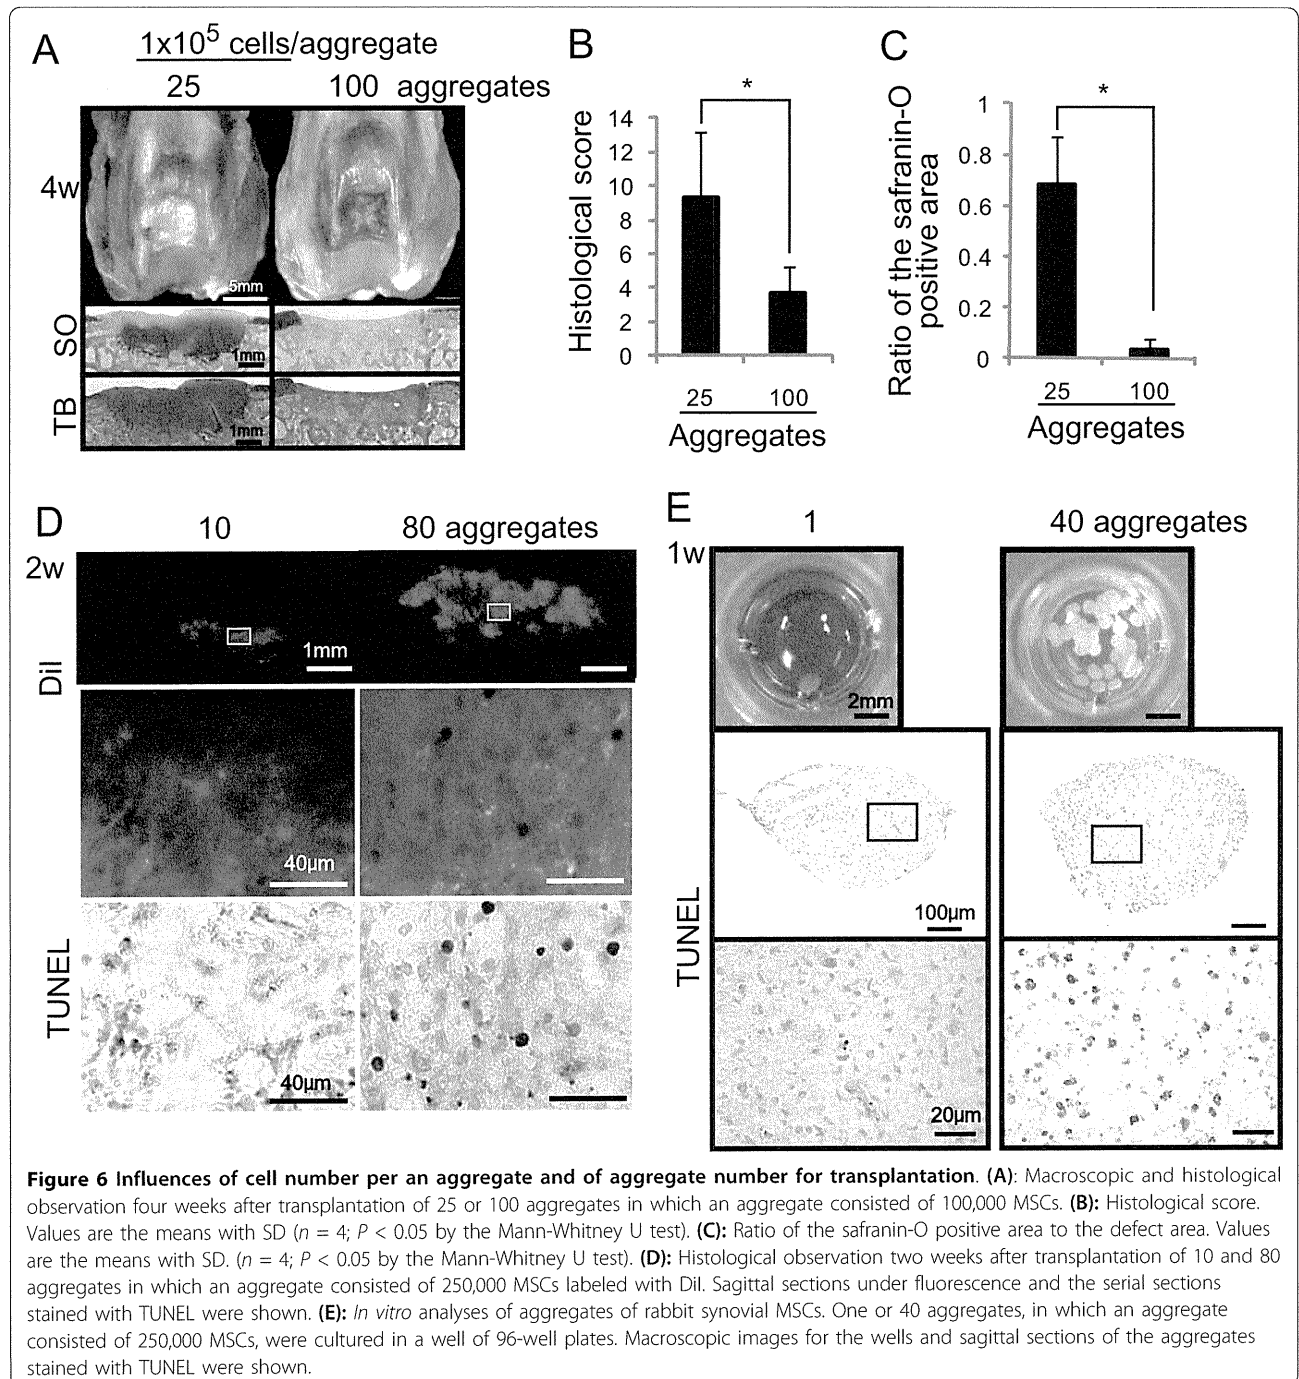 A
1x10⁵ cells/aggregate
25 100 aggregates
4w
5mm
SO
1mm
TB
1mm
B
*
Histological score
14
12
10
8
6
4
2
0
25 100
Aggregates
C
*
Ratio of the safranin-O
positive area
1
0.8
0.6
0.4
0.2
0
25 100
Aggregates
D
10 80 aggregates
2w
DiI
1mm
40µm
TUNEL
40µm
E
1 40 aggregates
1w
2mm
TUNEL
100µm
20µm
Figure 6 Influences of cell number per an aggregate and of aggregate number for transplantation. (A): Macroscopic and histological
observation four weeks after transplantation of 25 or 100 aggregates in which an aggregate consisted of 100,000 MSCs. (B): Histological score.
Values are the means with SD (n = 4; P < 0.05 by the Mann-Whitney U test). (C): Ratio of the safranin-O positive area to the defect area. Values
are the means with SD. (n = 4; P < 0.05 by the Mann-Whitney U test). (D): Histological observation two weeks after transplantation of 10 and 80
aggregates in which an aggregate consisted of 250,000 MSCs labeled with DiI. Sagittal sections under fluorescence and the serial sections
stained with TUNEL were shown. (E): In vitro analyses of aggregates of rabbit synovial MSCs. One or 40 aggregates, in which an aggregate
consisted of 250,000 MSCs, were cultured in a well of 96-well plates. Macroscopic images for the wells and sagittal sections of the aggregates
stained with TUNEL were shown.